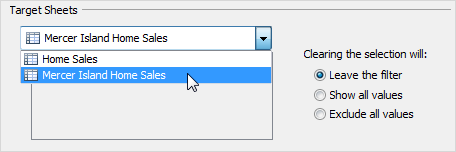 Target Sheets
Mercer Island Home Sales
Home Sales
Mercer Island Home Sales
Clearing the selection will:
Leave the filter
Show all values
Exclude all values